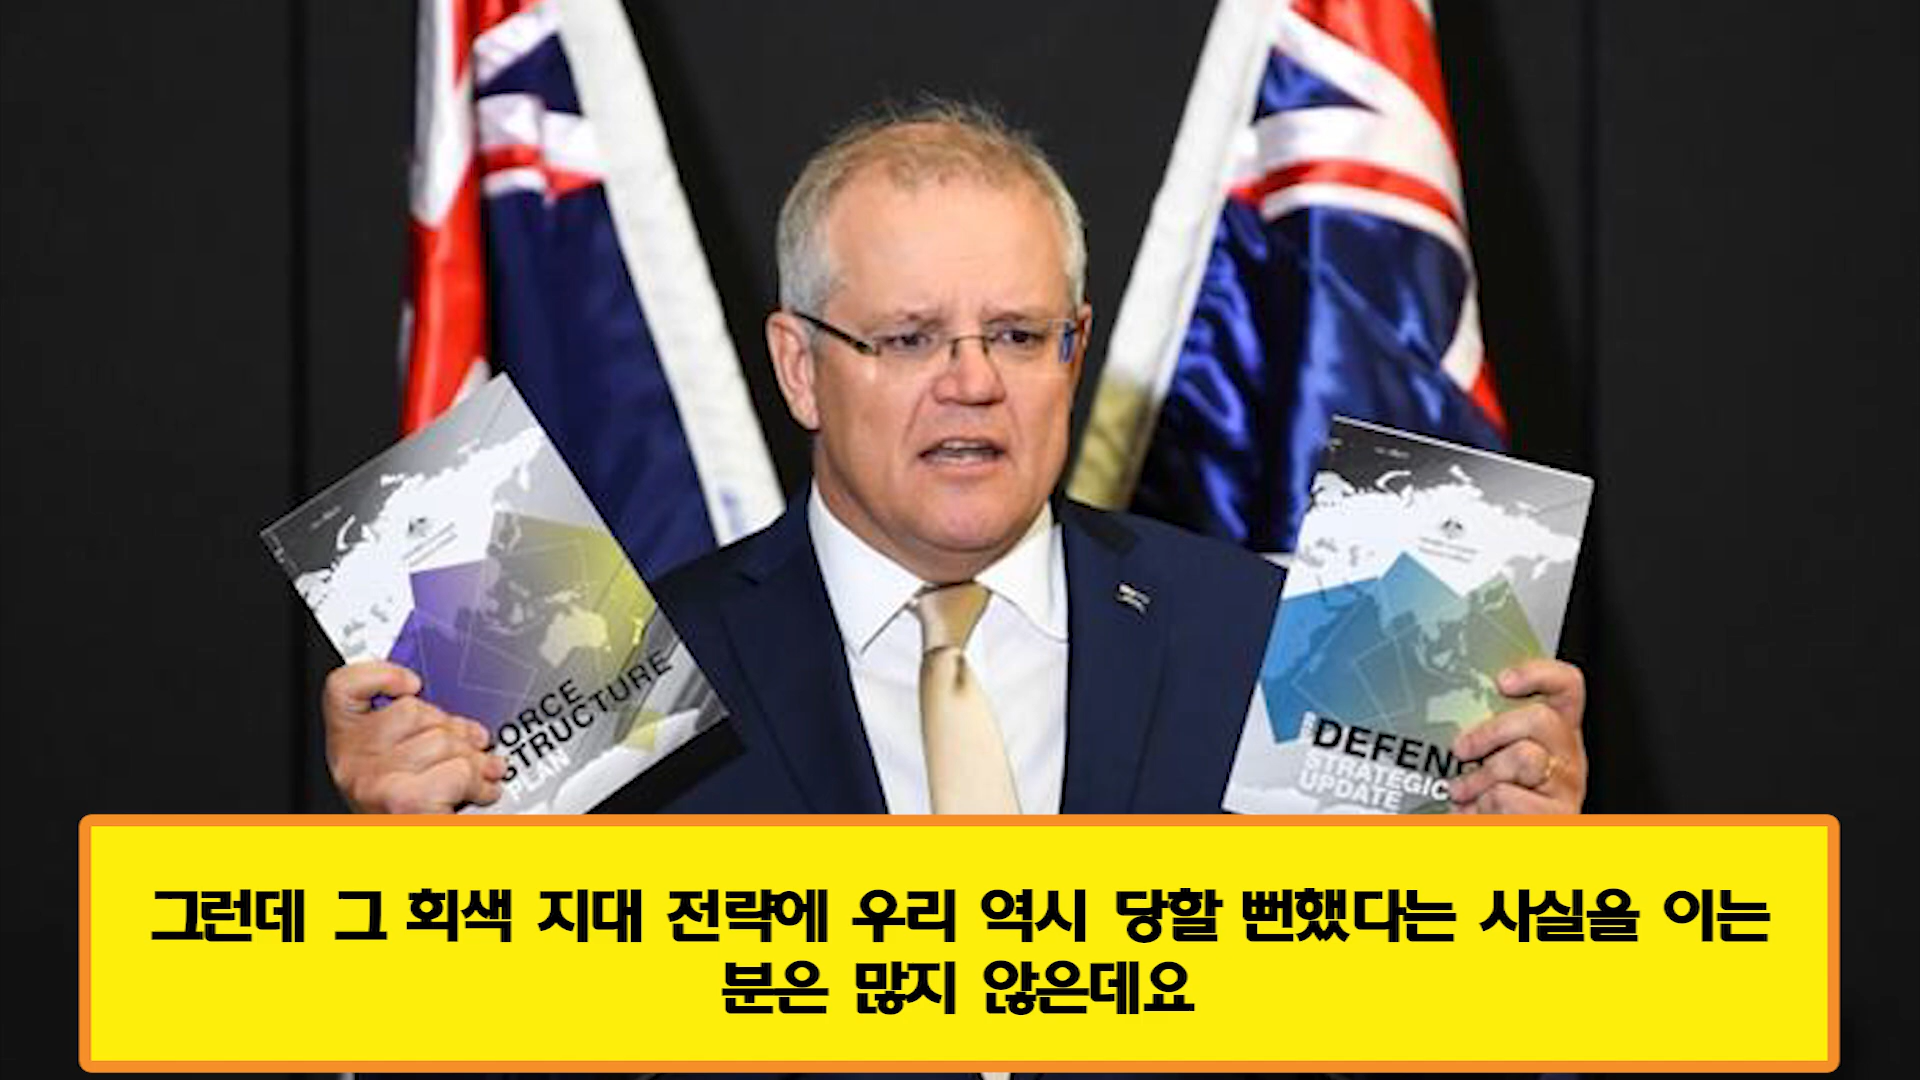 FORCE
STRUCTURE
PLAN
STRATEGIC
UPDATE
그런데 그 회색 지대 전략에 우리 역시 당할 뻔했다는 사실을 이는
분은 많지 않은데요